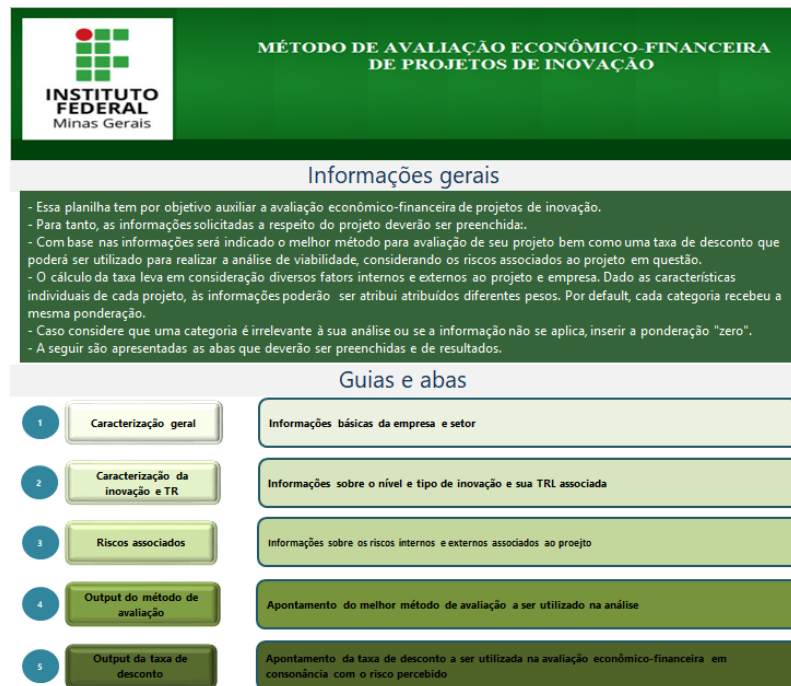 INSTITUTO
FEDERAL
Minas Gerais
MÉTODO DE AVALIAÇÃO ECONÔMICO-FINANCEIRA
DE PROJETOS DE INOVAÇÃO
Informações gerais
- Essa planilha tem por objetivo auxiliar a avaliação econômico-financeira de projetos de inovação.
- Para tanto, as informações solicitadas a respeito do projeto deverão ser preenchida:.
- Com base nas informações será indicado o melhor método para avaliação de seu projeto bem como uma taxa de desconto que
poderá ser utilizado para realizar a análise de viabilidade, considerando os riscos associados ao projeto em questão.
- O cálculo da taxa leva em consideração diversos fators internos e externos ao projeto e empresa. Dado as características
individuais de cada projeto, às informações poderão ser atribui atribuídos diferentes pesos. Por default, cada categoria recebeu a
mesma ponderação.
- Caso considere que uma categoria é irrelevante à sua análise ou se a informação não se aplica, inserir a ponderação "zero".
- A seguir são apresentadas as abas que deverão ser preenchidas e de resultados.
Guias e abas
1
Caracterização geral
Informações básicas da empresa e setor
2
Caracterização da
inovação e TR
Informações sobre o nível e tipo de inovação e sua TRL associada
3
Riscos associados
Informações sobre os riscos internos e externos associados ao proejto
4
Output do método de
avaliação
Apontamento do melhor método de avaliação a ser utilizado na análise
5
Output da taxa de
desconto
Apontamento da taxa de desconto a ser utilizada na avaliação econômico-financeira em
consonância com o risco percebido